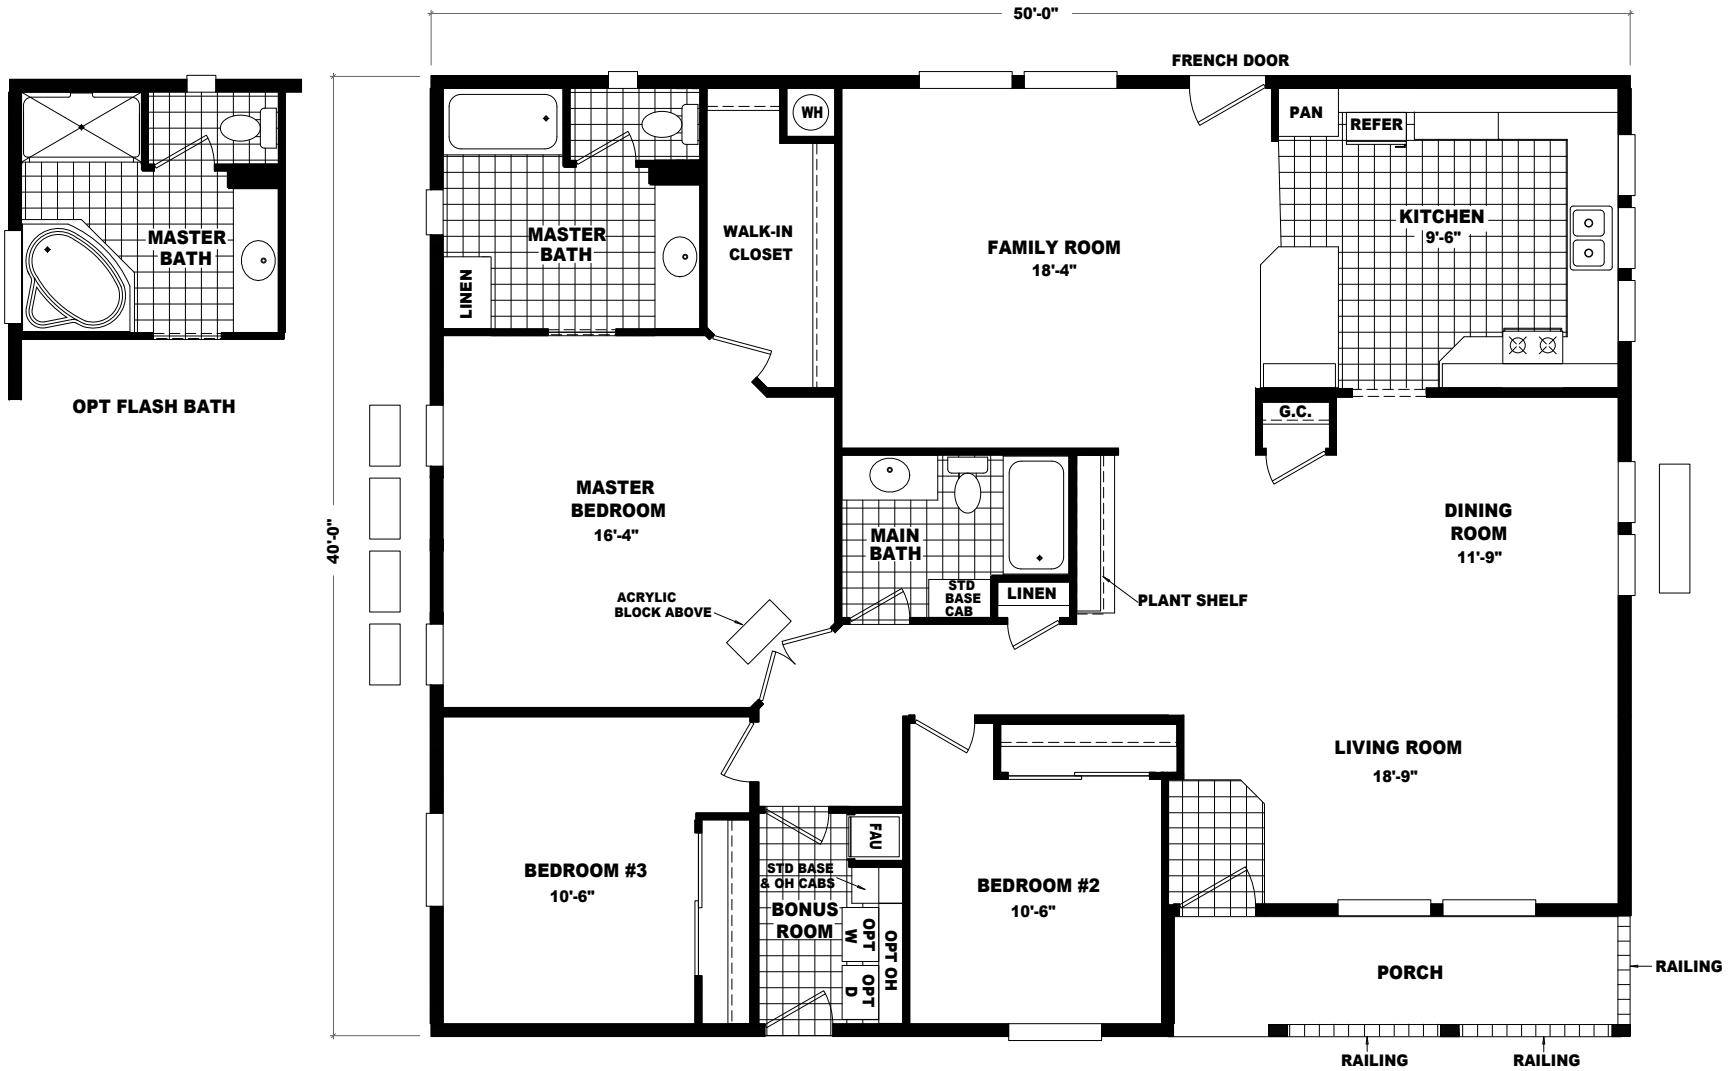 50'-0"
FRENCH DOOR
PAN
REFER
WH
KITCHEN
9'-6"
MASTER
BATH
MASTER
BATH
WALK-IN
CLOSET
FAMILY ROOM
18'-4"
LINEN
OPT FLASH BATH
G.C.
MASTER
BEDROOM
16'-4"
40'-0"
MAIN
BATH
DINING
ROOM
11'-9"
STD
BASE
CAB
LINEN
PLANT SHELF
ACRYLIC
BLOCK ABOVE
LIVING ROOM
18'-9"
FAU
BEDROOM #3
10'-6"
STD BASE
& OH CABS
BONUS
ROOM
BEDROOM #2
10'-6"
OPT
W
OPT OH
OPT
D
PORCH
RAILING
RAILING
RAILING